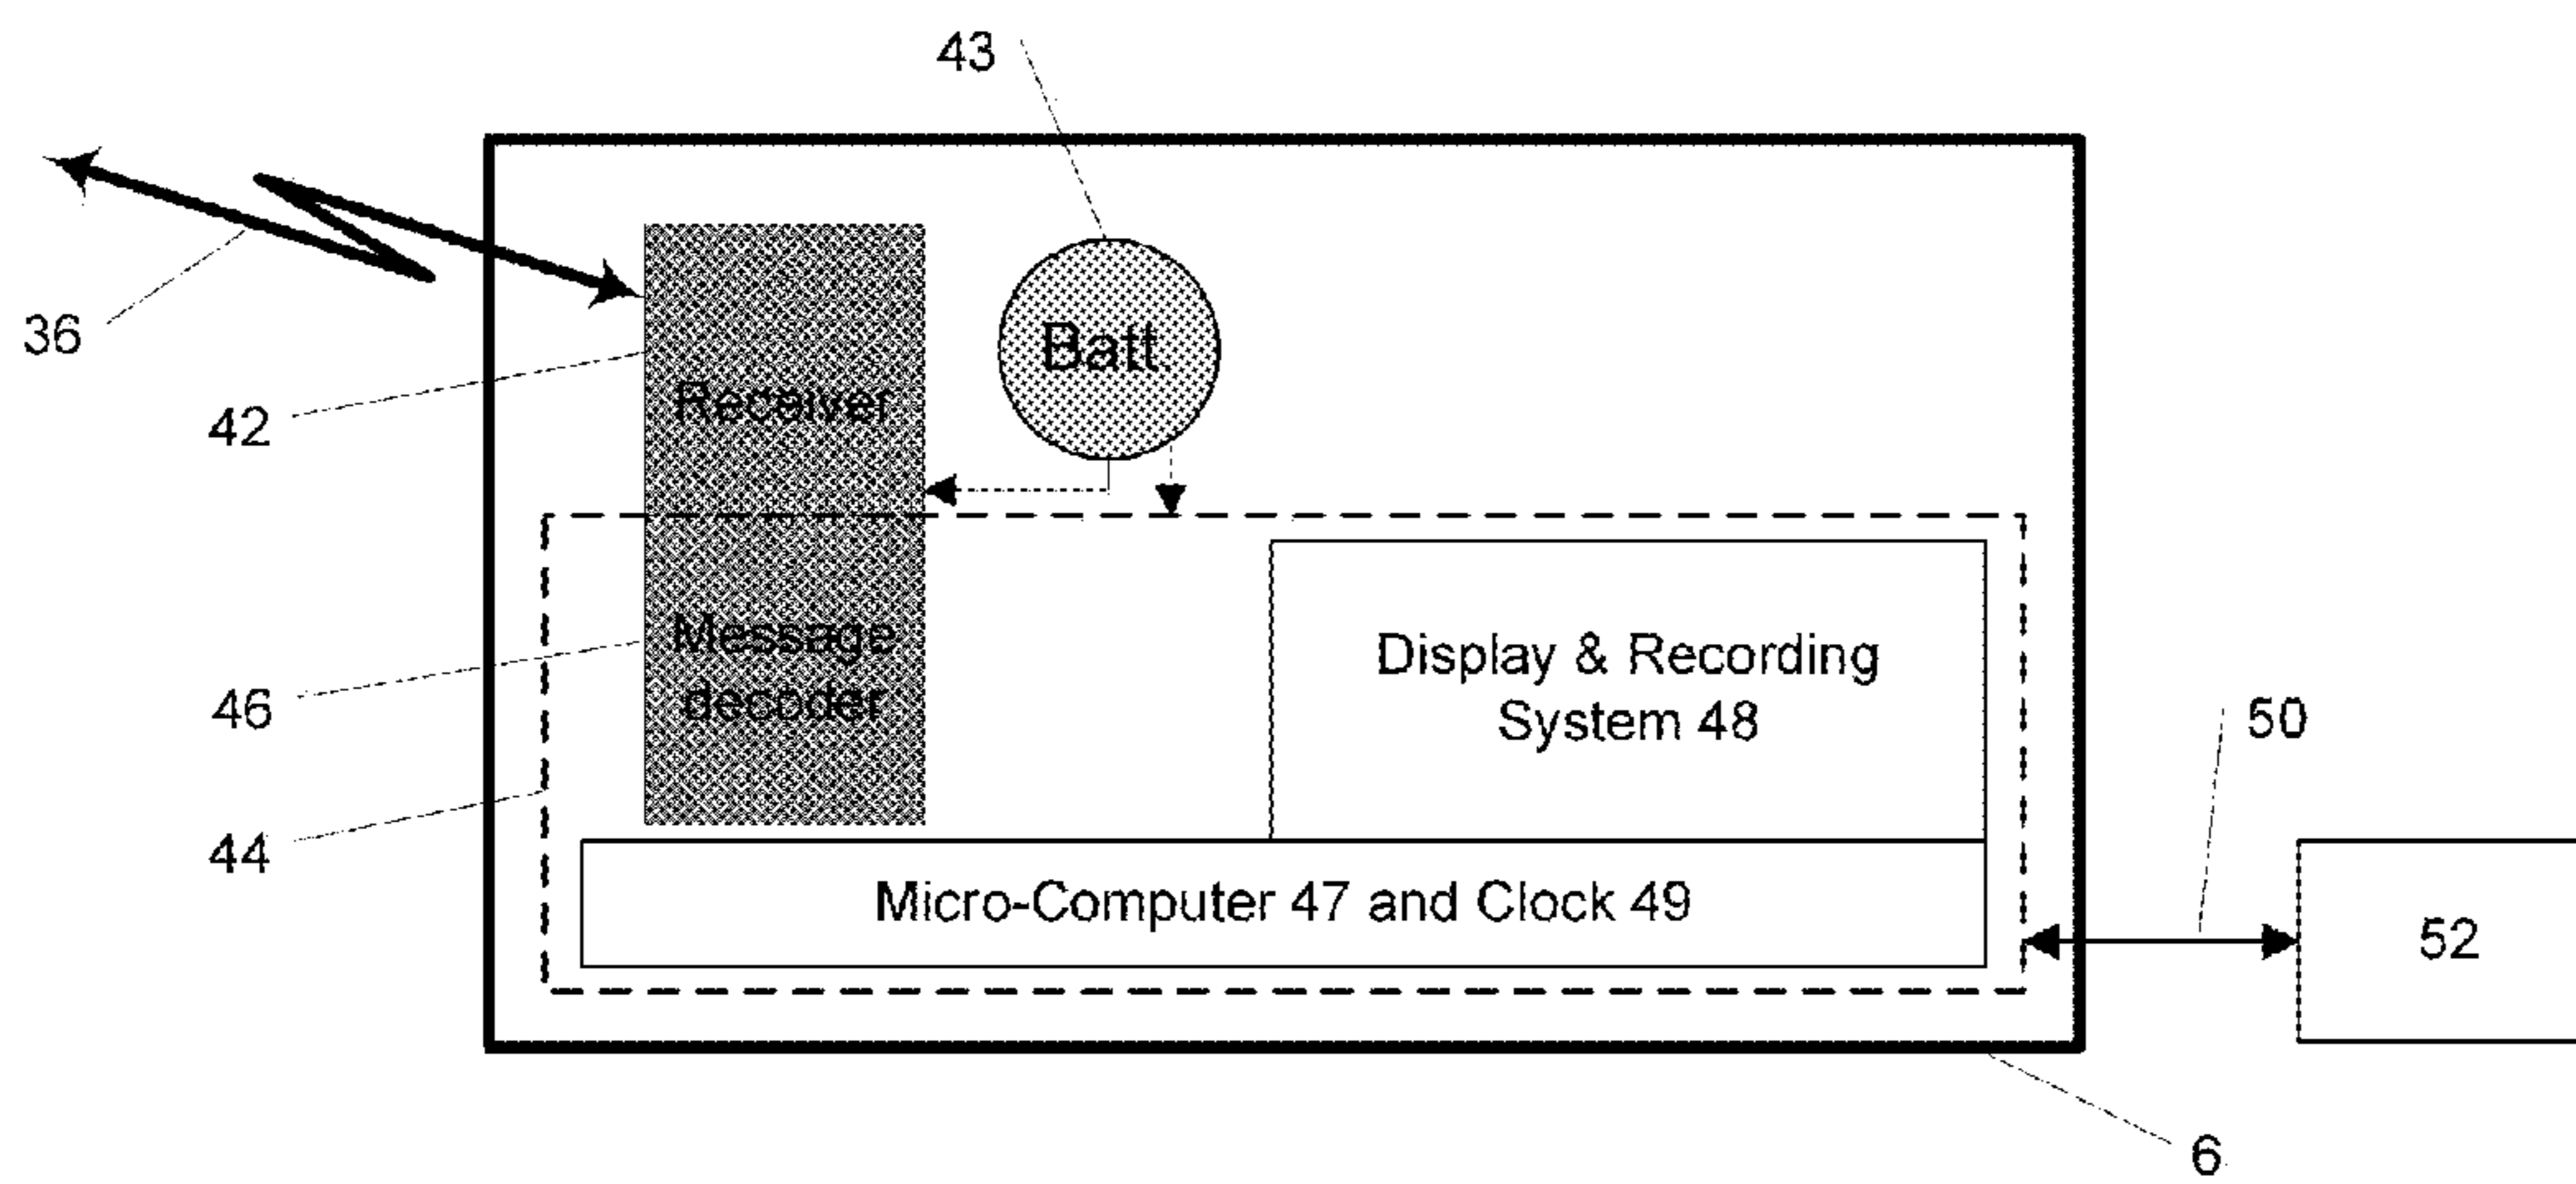 43
36
Batt
Receiver
42
Message
decoder
46
Display & Recording
System 48
50
44
Micro-Computer 47 and Clock 49
52
6